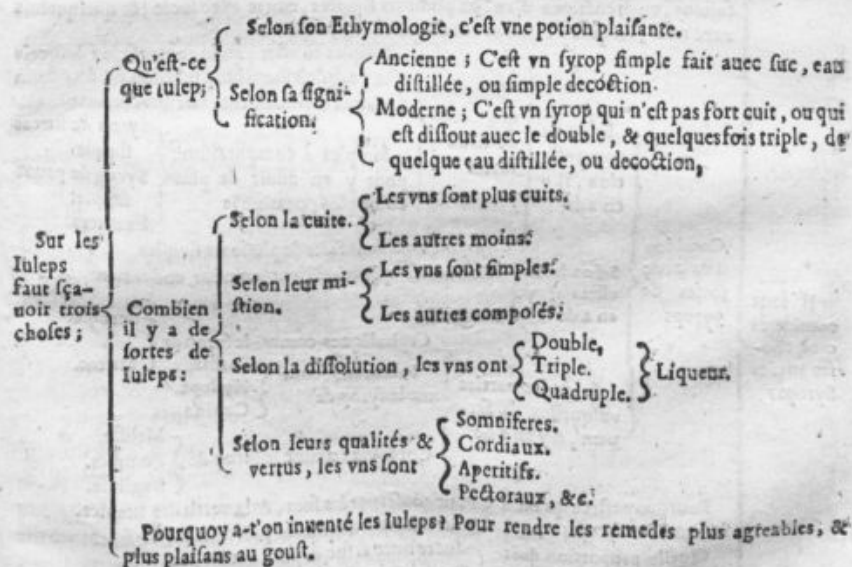 Selon son Ethymologie, c'est vne potion plaisante.
Qu'est-ce
que iulep;
Selon sa signi-
fication.
Ancienne ; C'est vn syrop simple fait auec suc, eau
distillée, ou simple decoction.
Moderne ; C'est vn syrop qui n'est pas fort cuit, ou qui
est dissout auec le double, & quelques fois triple, de
quelque eau distillée, ou decoction,
Sur les
Iuleps
faut sça-
uoir trois
choses ;
Combien
il y a de
sortes de
Iuleps :
Selon la cuite.
Les vns sont plus cuits.
Les autres moins.
Selon leur mi-
stion.
Les vns sont simples.
Les autres composés.
Selon la dissolution, les vns ont
Double,
Triple.
Quadruple.
Liqueur.
Selon leurs qualités &
vertus, les vns sont
Somniferes.
Cordiaux.
Aperitifs.
Pectoraux, &c.
Pourquoy a-t'on inuenté les Iuleps? Pour rendre les remedes plus agreables, &
plus plaisans au goust.